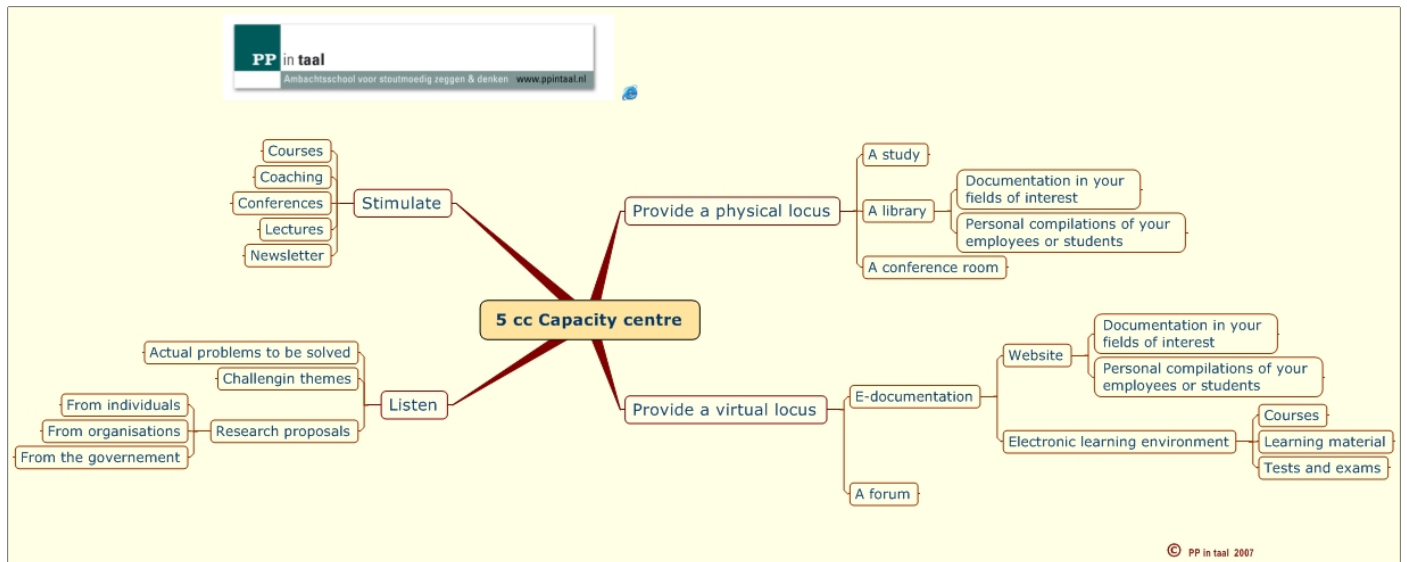 PP in taal
Ambachtsschool voor stoutmoedig zeggen & denken www.ppintaal.nl
Courses
Coaching
Conferences
Lectures
Newsletter
Stimulate
Provide a physical locus
A study
A library
Documentation in your
fields of interest
Personal compilations of your
employees or students
A conference room
5 cc Capacity centre
Actual problems to be solved
Challengin themes
From individuals
From organisations
From the governement
Research proposals
Listen
Provide a virtual locus
E-documentation
Website
Documentation in your
fields of interest
Personal compilations of your
employees or students
Electronic learning environment
Courses
Learning material
Tests and exams
A forum
© PP in taal 2007